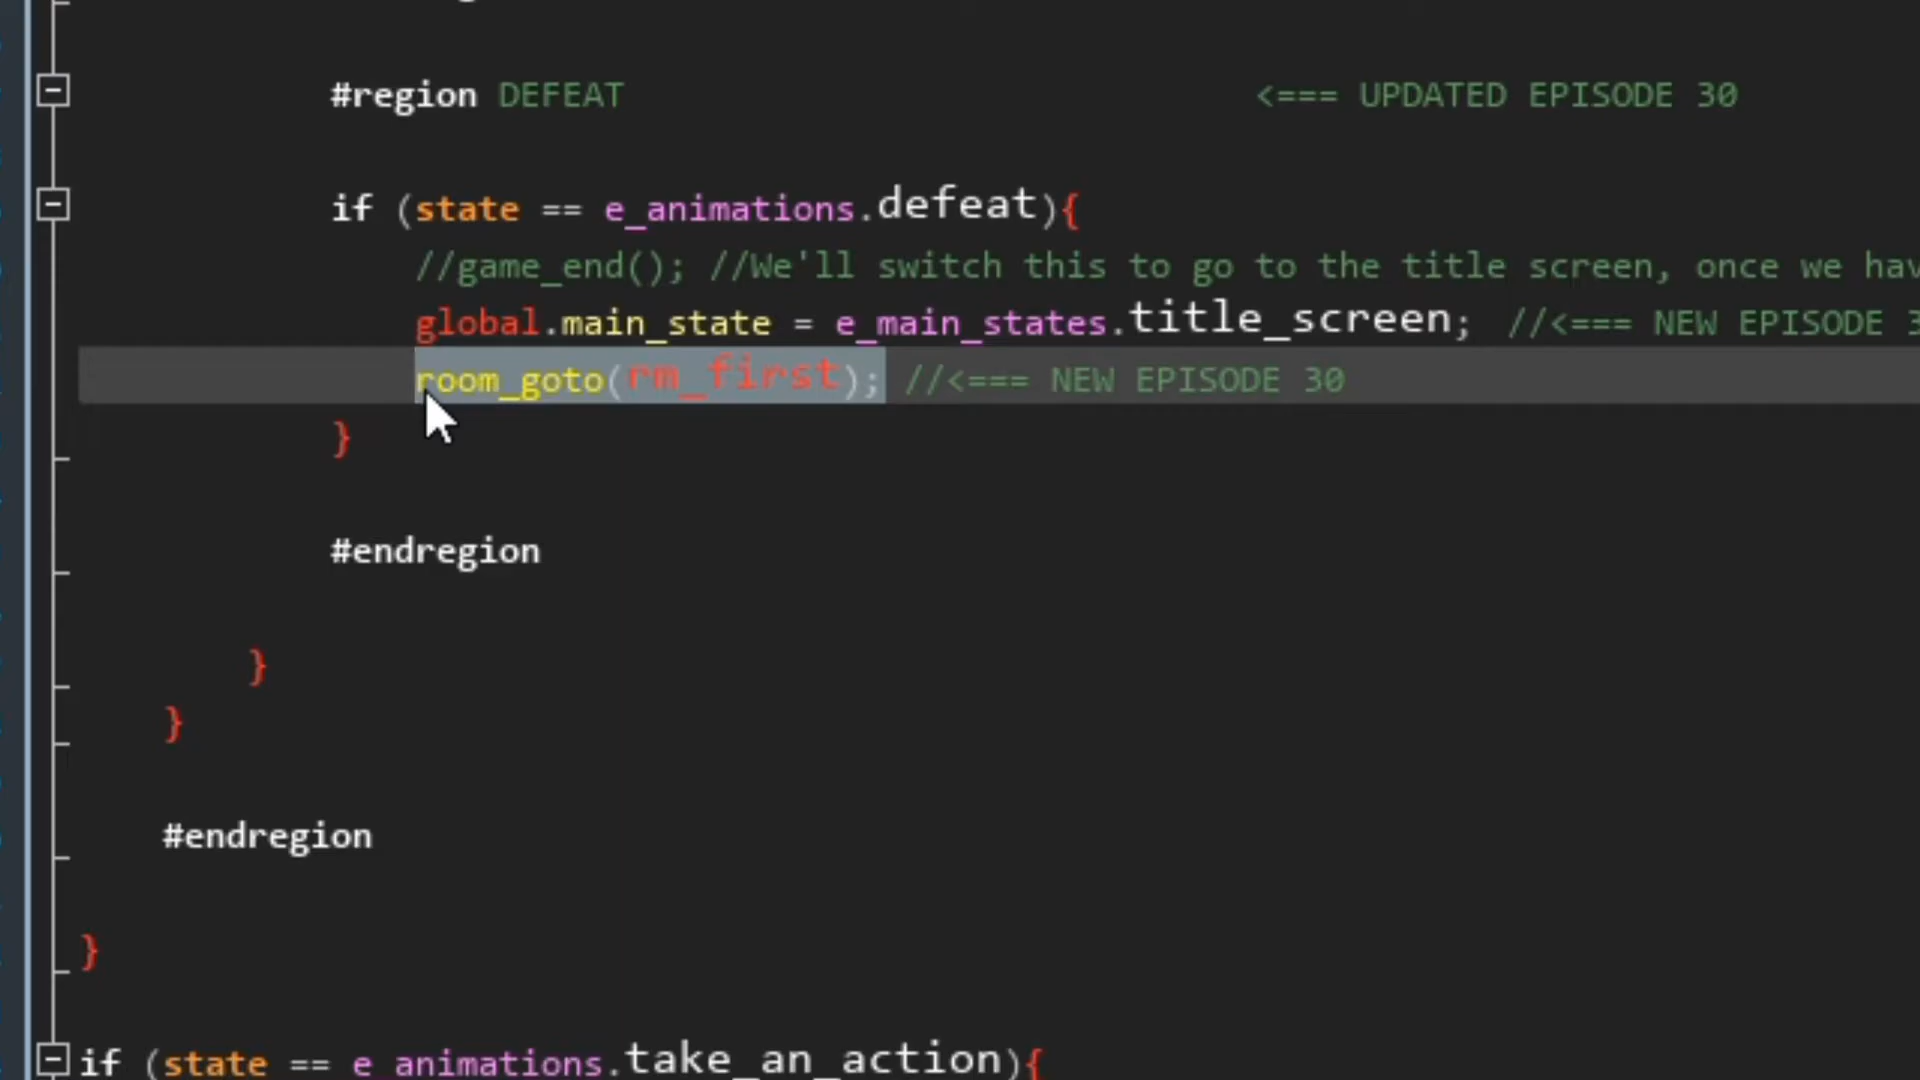 #region DEFEAT <=== UPDATED EPISODE 30
if (state == e_animations.defeat){
//game_end(); //We'll switch this to go to the title screen, once we
global.main_state = e_main_states.title_screen; //<=== NEW EPISODE
room_goto(rm_first); //<=== NEW EPISODE 30
}
#endregion
}
}
#endregion
}
if (state == e_animations.take_an_action){